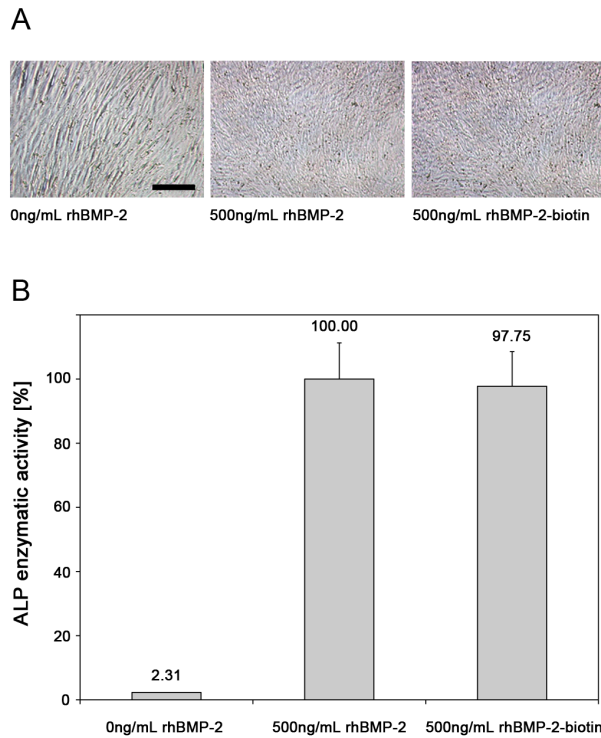 A
0ng/mL rhBMP-2
500ng/mL rhBMP-2
500ng/mL rhBMP-2-biotin
B
ALP enzymatic activity [%]
100
80
60
40
20
0
2.31
100.00
97.75
0ng/mL rhBMP-2
500ng/mL rhBMP-2
500ng/mL rhBMP-2-biotin